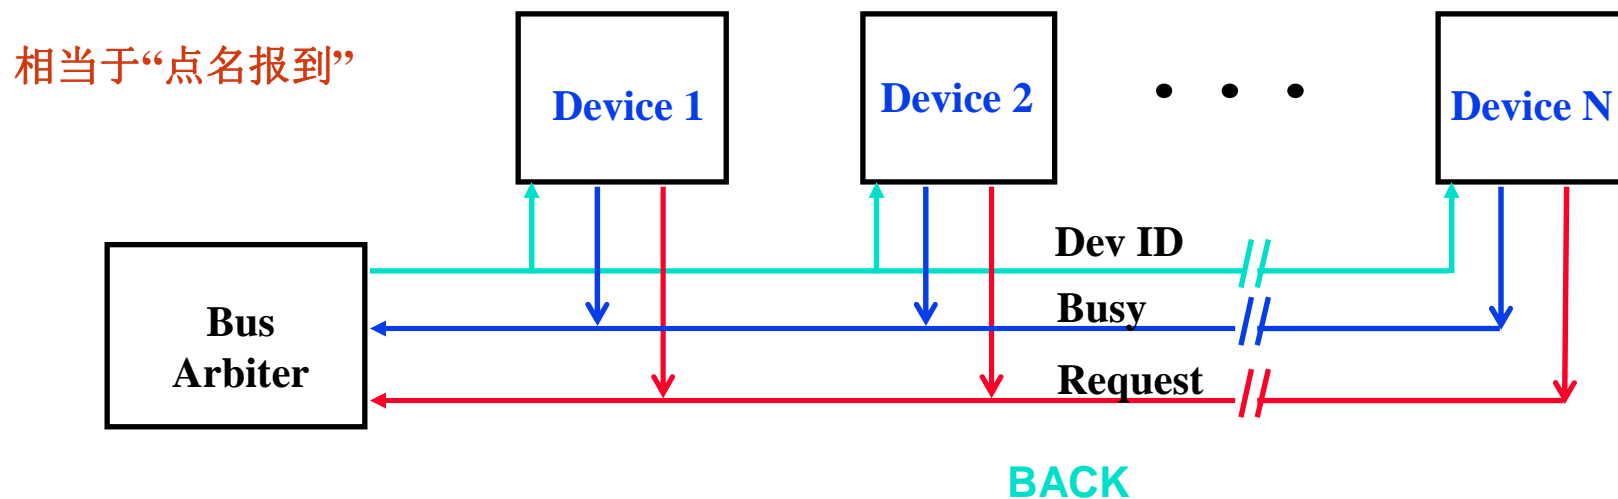 相当于“点名报到”
Device 1
Device 2
• • •
Device N
Dev ID
Busy
Request
Bus
Arbiter
BACK